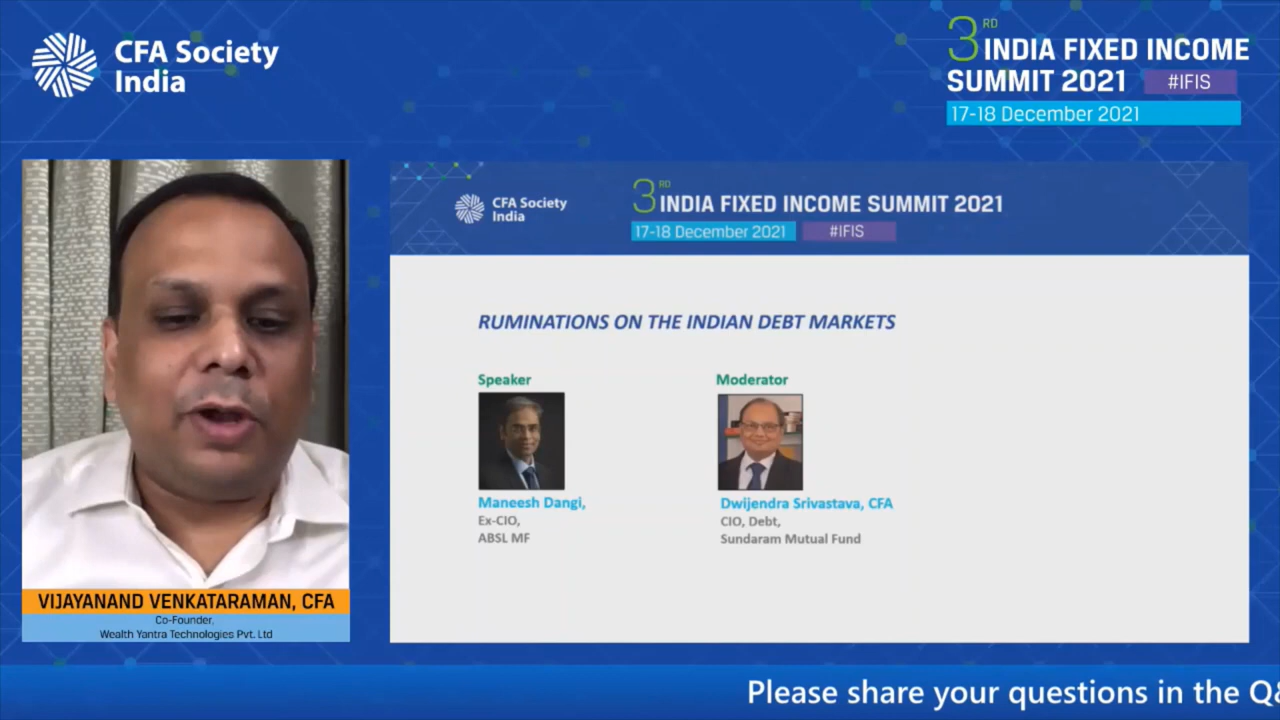 CFA Society
India
3RD
INDIA FIXED INCOME
SUMMIT 2021
#IFIS
17-18 December 2021
CFA Society
India
3RD
INDIA FIXED INCOME SUMMIT 2021
17-18 December 2021
#IFIS
RUMINATIONS ON THE INDIAN DEBT MARKETS
Speaker
Moderator
Maneesh Dangi,
Ex-CIO,
ABSL MF
Dwijendra Srivastava, CFA
CIO, Debt,
Sundaram Mutual Fund
VIJAYANAND VENKATARAMAN, CFA
Co-Founder,
Wealth Yantra Technologies Pvt. Ltd
Please share your questions in the Q&